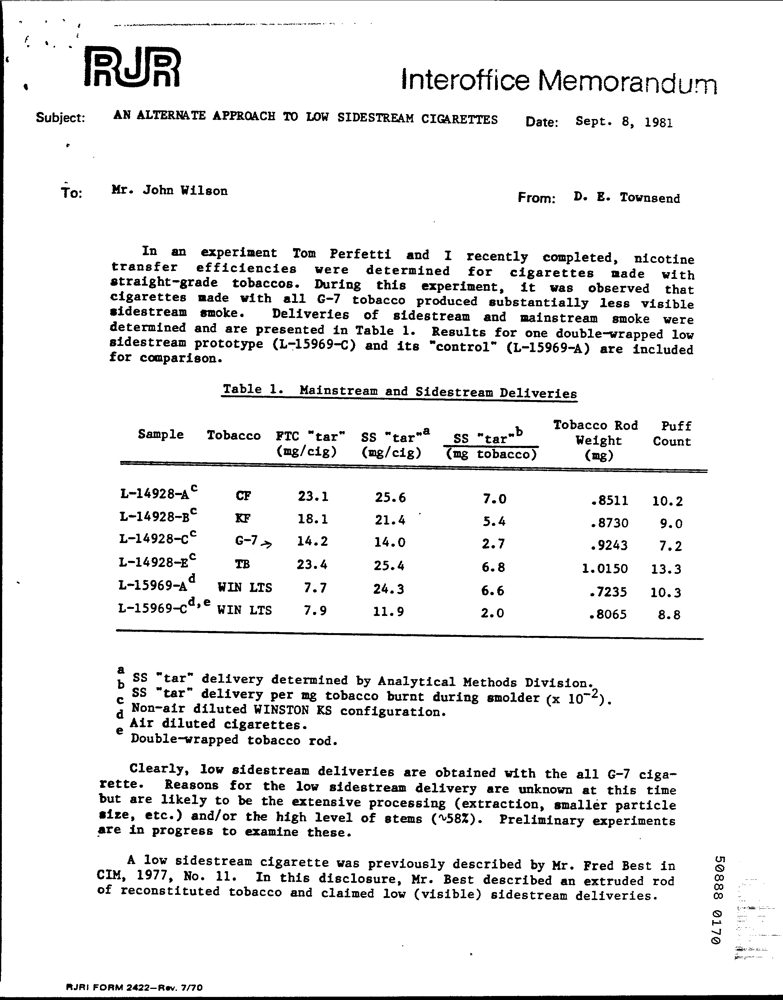 RJR
Interoffice Memorandum
Subject: AN ALTERNATE APPROACH TO LOW SIDESTREAM CIGARETTES Date: Sept. 8, 1981
To: Mr. John Wilson From: D. E. Townsend
In an experiment Tom Perfetti and I recently completed, nicotine
transfer efficiencies were determined for cigarettes made with
straight-grade tobaccos. During this experiment, it was observed that
cigarettes made with all G-7 tobacco produced substantially less visible
sidestream smoke. Deliveries of sidestream and mainstream smoke were
determined and are presented in Table 1. Results for one double-wrapped low
sidestream prototype (L-15969-C) and its "control" (L-15969-A) are included
for comparison.
Table 1. Mainstream and Sidestream Deliveries
Tobacco Rod Puff
Sample Tobacco FTC "tar" SS "tar"a SS "tar"b Weight Count
(mg/cig) (mg/cig) (mg tobacco) (mg)
L-14928-Ac CF 23.1 25.6 7.0 .8511 10.2
L-14928-Bc KF 18.1 21.4 5.4 .8730 9.0
L-14928-Cc G-7 → 14.2 14.0 2.7 .9243 7.2
L-14928-Ec TB 23.4 25.4 6.8 1.0150 13.3
L-15969-Ad WIN LTS 7.7 24.3 6.6 .7235 10.3
L-15969-Cd,e WIN LTS 7.9 11.9 2.0 .8065 8.8
a SS "tar" delivery determined by Analytical Methods Division.
b SS "tar" delivery per mg tobacco burnt during smolder (x 10-2).
c Non-air diluted WINSTON KS configuration.
d Air diluted cigarettes.
e Double-wrapped tobacco rod.
Clearly, low sidestream deliveries are obtained with the all G-7 ciga-
rette. Reasons for the low sidestream delivery are unknown at this time
but are likely to be the extensive processing (extraction, smaller particle
size, etc.) and/or the high level of stems (~58%). Preliminary experiments
are in progress to examine these.
A low sidestream cigarette was previously described by Mr. Fred Best in
CIM, 1977, No. 11. In this disclosure, Mr. Best described an extruded rod
of reconstituted tobacco and claimed low (visible) sidestream deliveries.
50888 0170
RJRI FORM 2422—Rev. 7/70